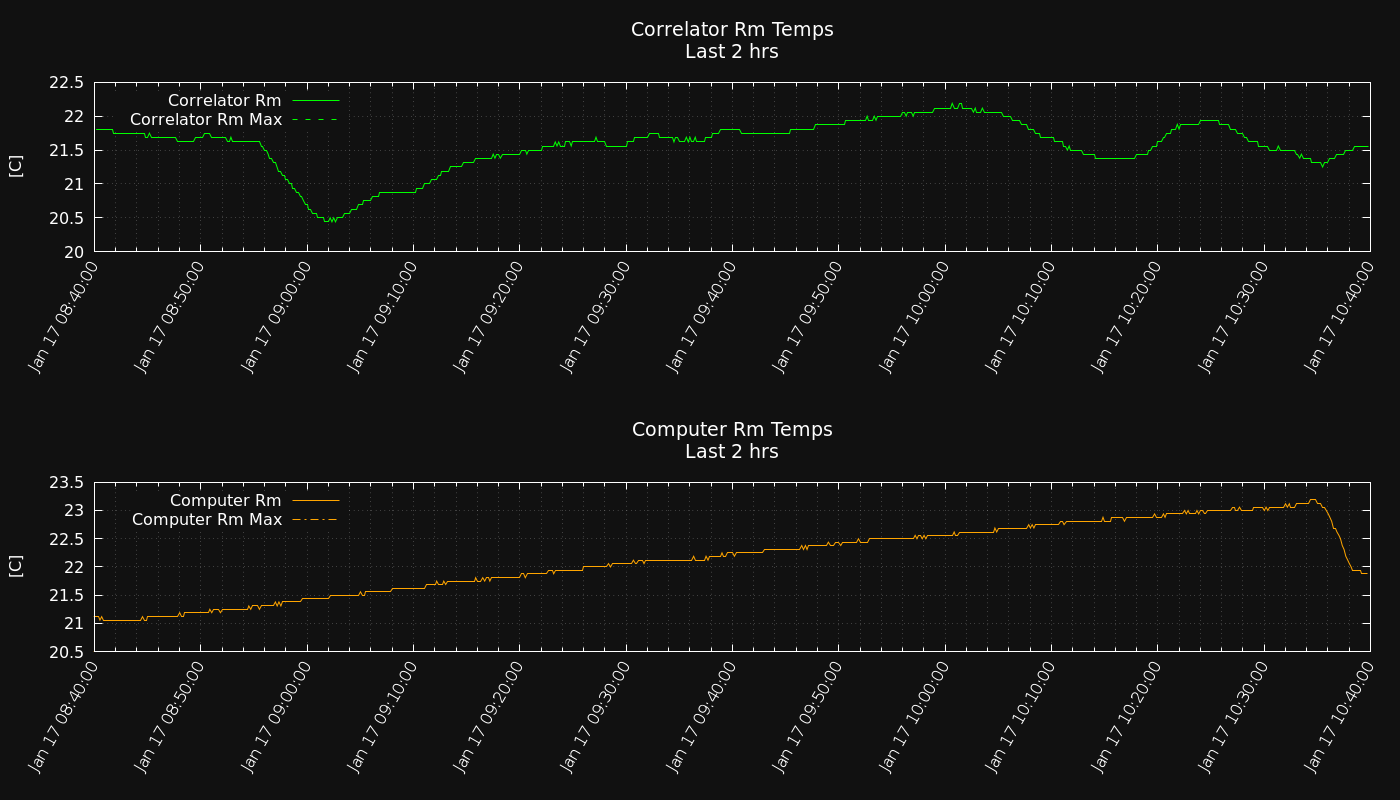 Correlator Rm Temps
Last 2 hrs
Correlator Rm
Correlator Rm Max
[C]
22.5
22
21.5
21
20.5
20
Jan 17 08:40:00
Jan 17 08:50:00
Jan 17 09:00:00
Jan 17 09:10:00
Jan 17 09:20:00
Jan 17 09:30:00
Jan 17 09:40:00
Jan 17 09:50:00
Jan 17 10:00:00
Jan 17 10:10:00
Jan 17 10:20:00
Jan 17 10:30:00
Jan 17 10:40:00
Computer Rm Temps
Last 2 hrs
Computer Rm
Computer Rm Max
[C]
23.5
23
22.5
22
21.5
21
20.5
Jan 17 08:40:00
Jan 17 08:50:00
Jan 17 09:00:00
Jan 17 09:10:00
Jan 17 09:20:00
Jan 17 09:30:00
Jan 17 09:40:00
Jan 17 09:50:00
Jan 17 10:00:00
Jan 17 10:10:00
Jan 17 10:20:00
Jan 17 10:30:00
Jan 17 10:40:00